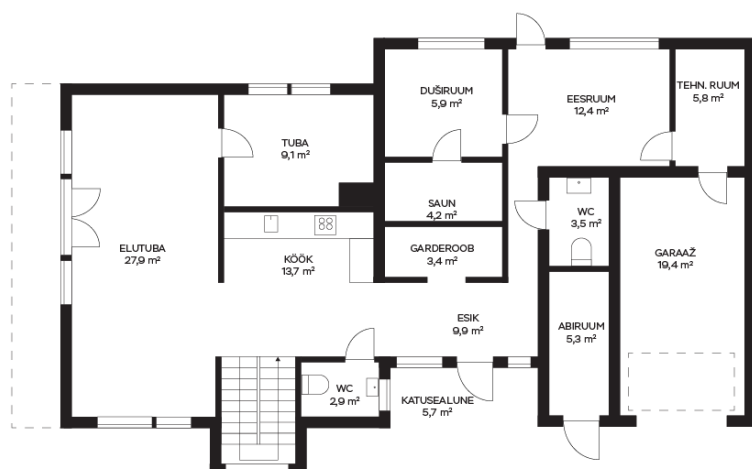 DUŠIRUUM
5,9 m²
EESRUUM
12,4 m²
TEHN. RUUM
5,8 m²
TUBA
9,1 m²
SAUN
4,2 m²
WC
3,5 m²
ELUTUBA
27,9 m²
KÖÖK
13,7 m²
GARDEROOB
3,4 m²
GARAAŽ
19,4 m²
ESIK
9,9 m²
ABIRUUM
5,3 m²
WC
2,9 m²
KATUSEALUNE
5,7 m²